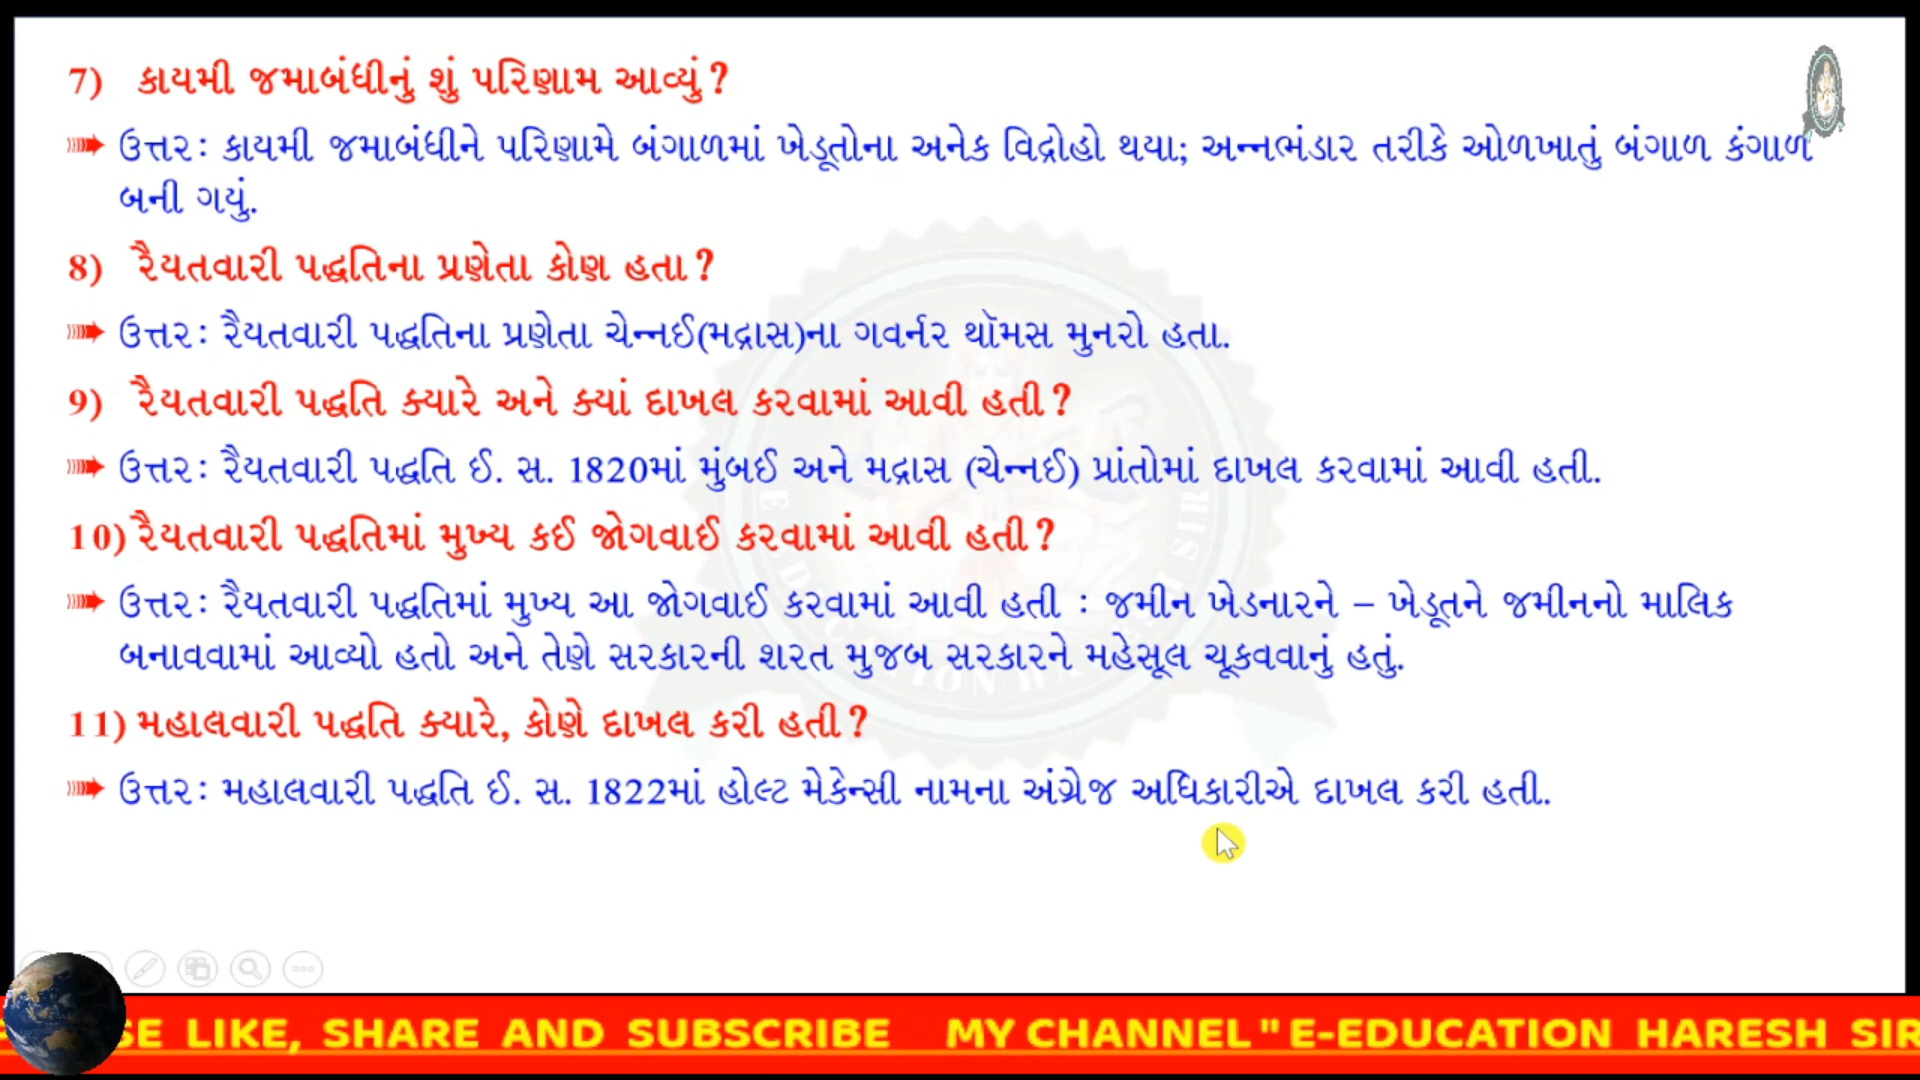 7) કાયમી જમાબંધીનું શું પરિણામ આવ્યું?
ઉત્તર: કાયમી જમાબંધીને પરિણામે બંગાળમાં ખેડૂતોના અનેક વિદ્રોહો થયા; અન્નભંડાર તરીકે ઓળખાતું બંગાળ કંગાળ
બની ગયું.
8) રૈયતવારી પદ્ધતિના પ્રણેતા કોણ હતા?
ઉત્તર: રૈયતવારી પદ્ધતિના પ્રણેતા ચેન્નઈ(મદ્રાસ)ના ગવર્નર થૉમસ મુનરો હતા.
9) રૈયતવારી પદ્ધતિ ક્યારે અને ક્યાં દાખલ કરવામાં આવી હતી?
ઉત્તર: રૈયતવારી પદ્ધતિ ઈ. સ. 1820માં મુંબઈ અને મદ્રાસ (ચેન્નઈ) પ્રાંતોમાં દાખલ કરવામાં આવી હતી.
10) રૈયતવારી પદ્ધતિમાં મુખ્ય કઈ જોગવાઈ કરવામાં આવી હતી?
ઉત્તર: રૈયતવારી પદ્ધતિમાં મુખ્ય આ જોગવાઈ કરવામાં આવી હતી : જમીન ખેડનારને – ખેડૂતને જમીનનો માલિક
બનાવવામાં આવ્યો હતો અને તેણે સરકારની શરત મુજબ સરકારને મહેસૂલ ચૂકવવાનું હતું.
11) મહાલવારી પદ્ધતિ ક્યારે, કોણે દાખલ કરી હતી?
ઉત્તર: મહાલવારી પદ્ધતિ ઈ. સ. 1822માં હોલ્ટ મેકેન્સી નામના અંગ્રેજ અધિકારીએ દાખલ કરી હતી.
SE LIKE, SHARE AND SUBSCRIBE MY CHANNEL " E-EDUCATION HARESH SIR